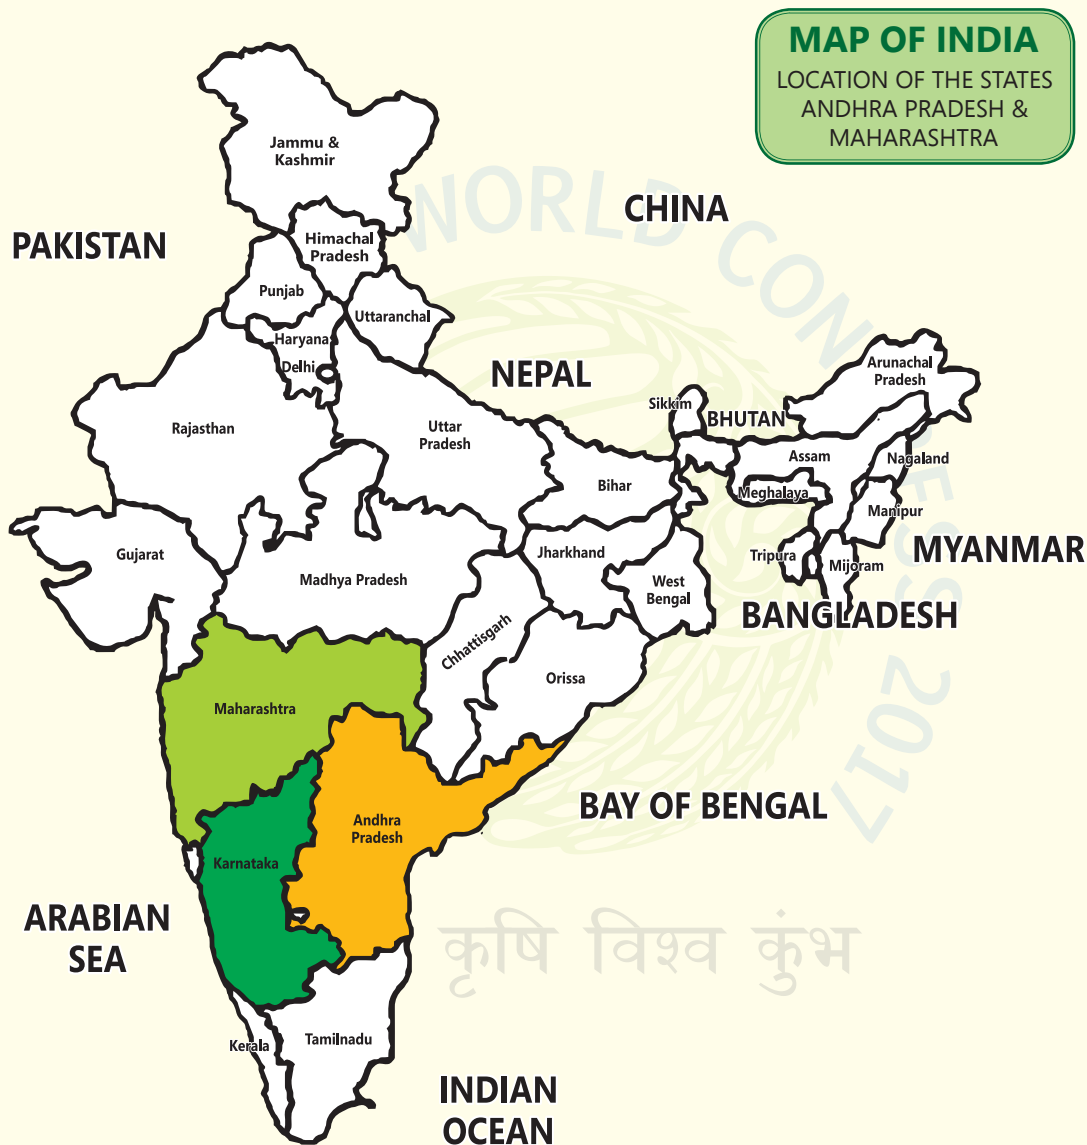 MAP OF INDIA
LOCATION OF THE STATES
ANDHRA PRADESH &
MAHARASHTRA
Jammu &
Kashmir
CHINA
PAKISTAN
Himachal
Pradesh
Punjab
Uttaranchal
Haryana
Delhi
NEPAL
Arunachal
Pradesh
Sikkim
BHUTAN
Rajasthan
Uttar
Pradesh
Assam
Nagaland
Bihar
Meghalaya
Manipur
Gujarat
Jharkhand
Tripura
MYANMAR
Mijoram
Madhya Pradesh
West
Bengal
BANGLADESH
Chhattisgarh
Orissa
Maharashtra
BAY OF BENGAL
Andhra
Pradesh
Karnataka
ARABIAN
SEA
Kerala
Tamilnadu
INDIAN
OCEAN
WORLD CON ESS 2017
कृषि विश्व कुंभ